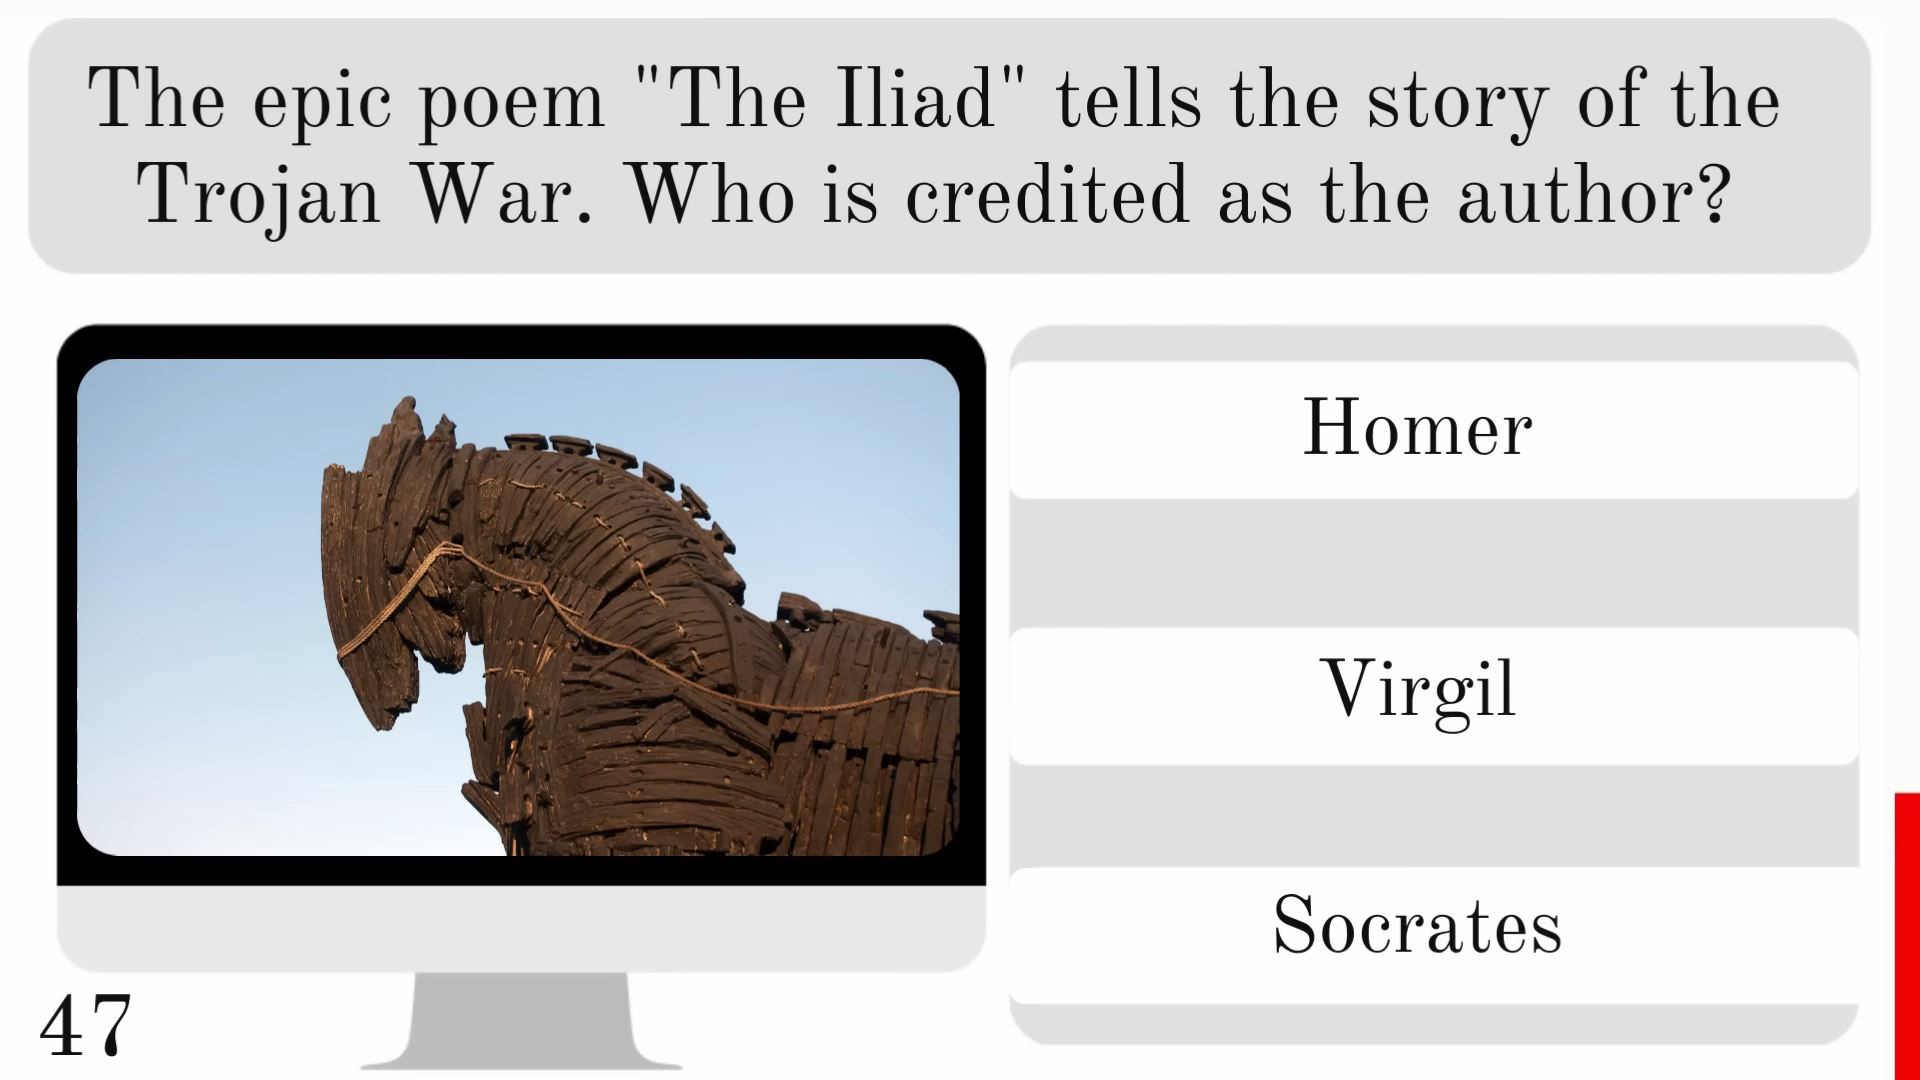 The epic poem "The Iliad" tells the story of the
Trojan War. Who is credited as the author?
Homer
Virgil
Socrates
47